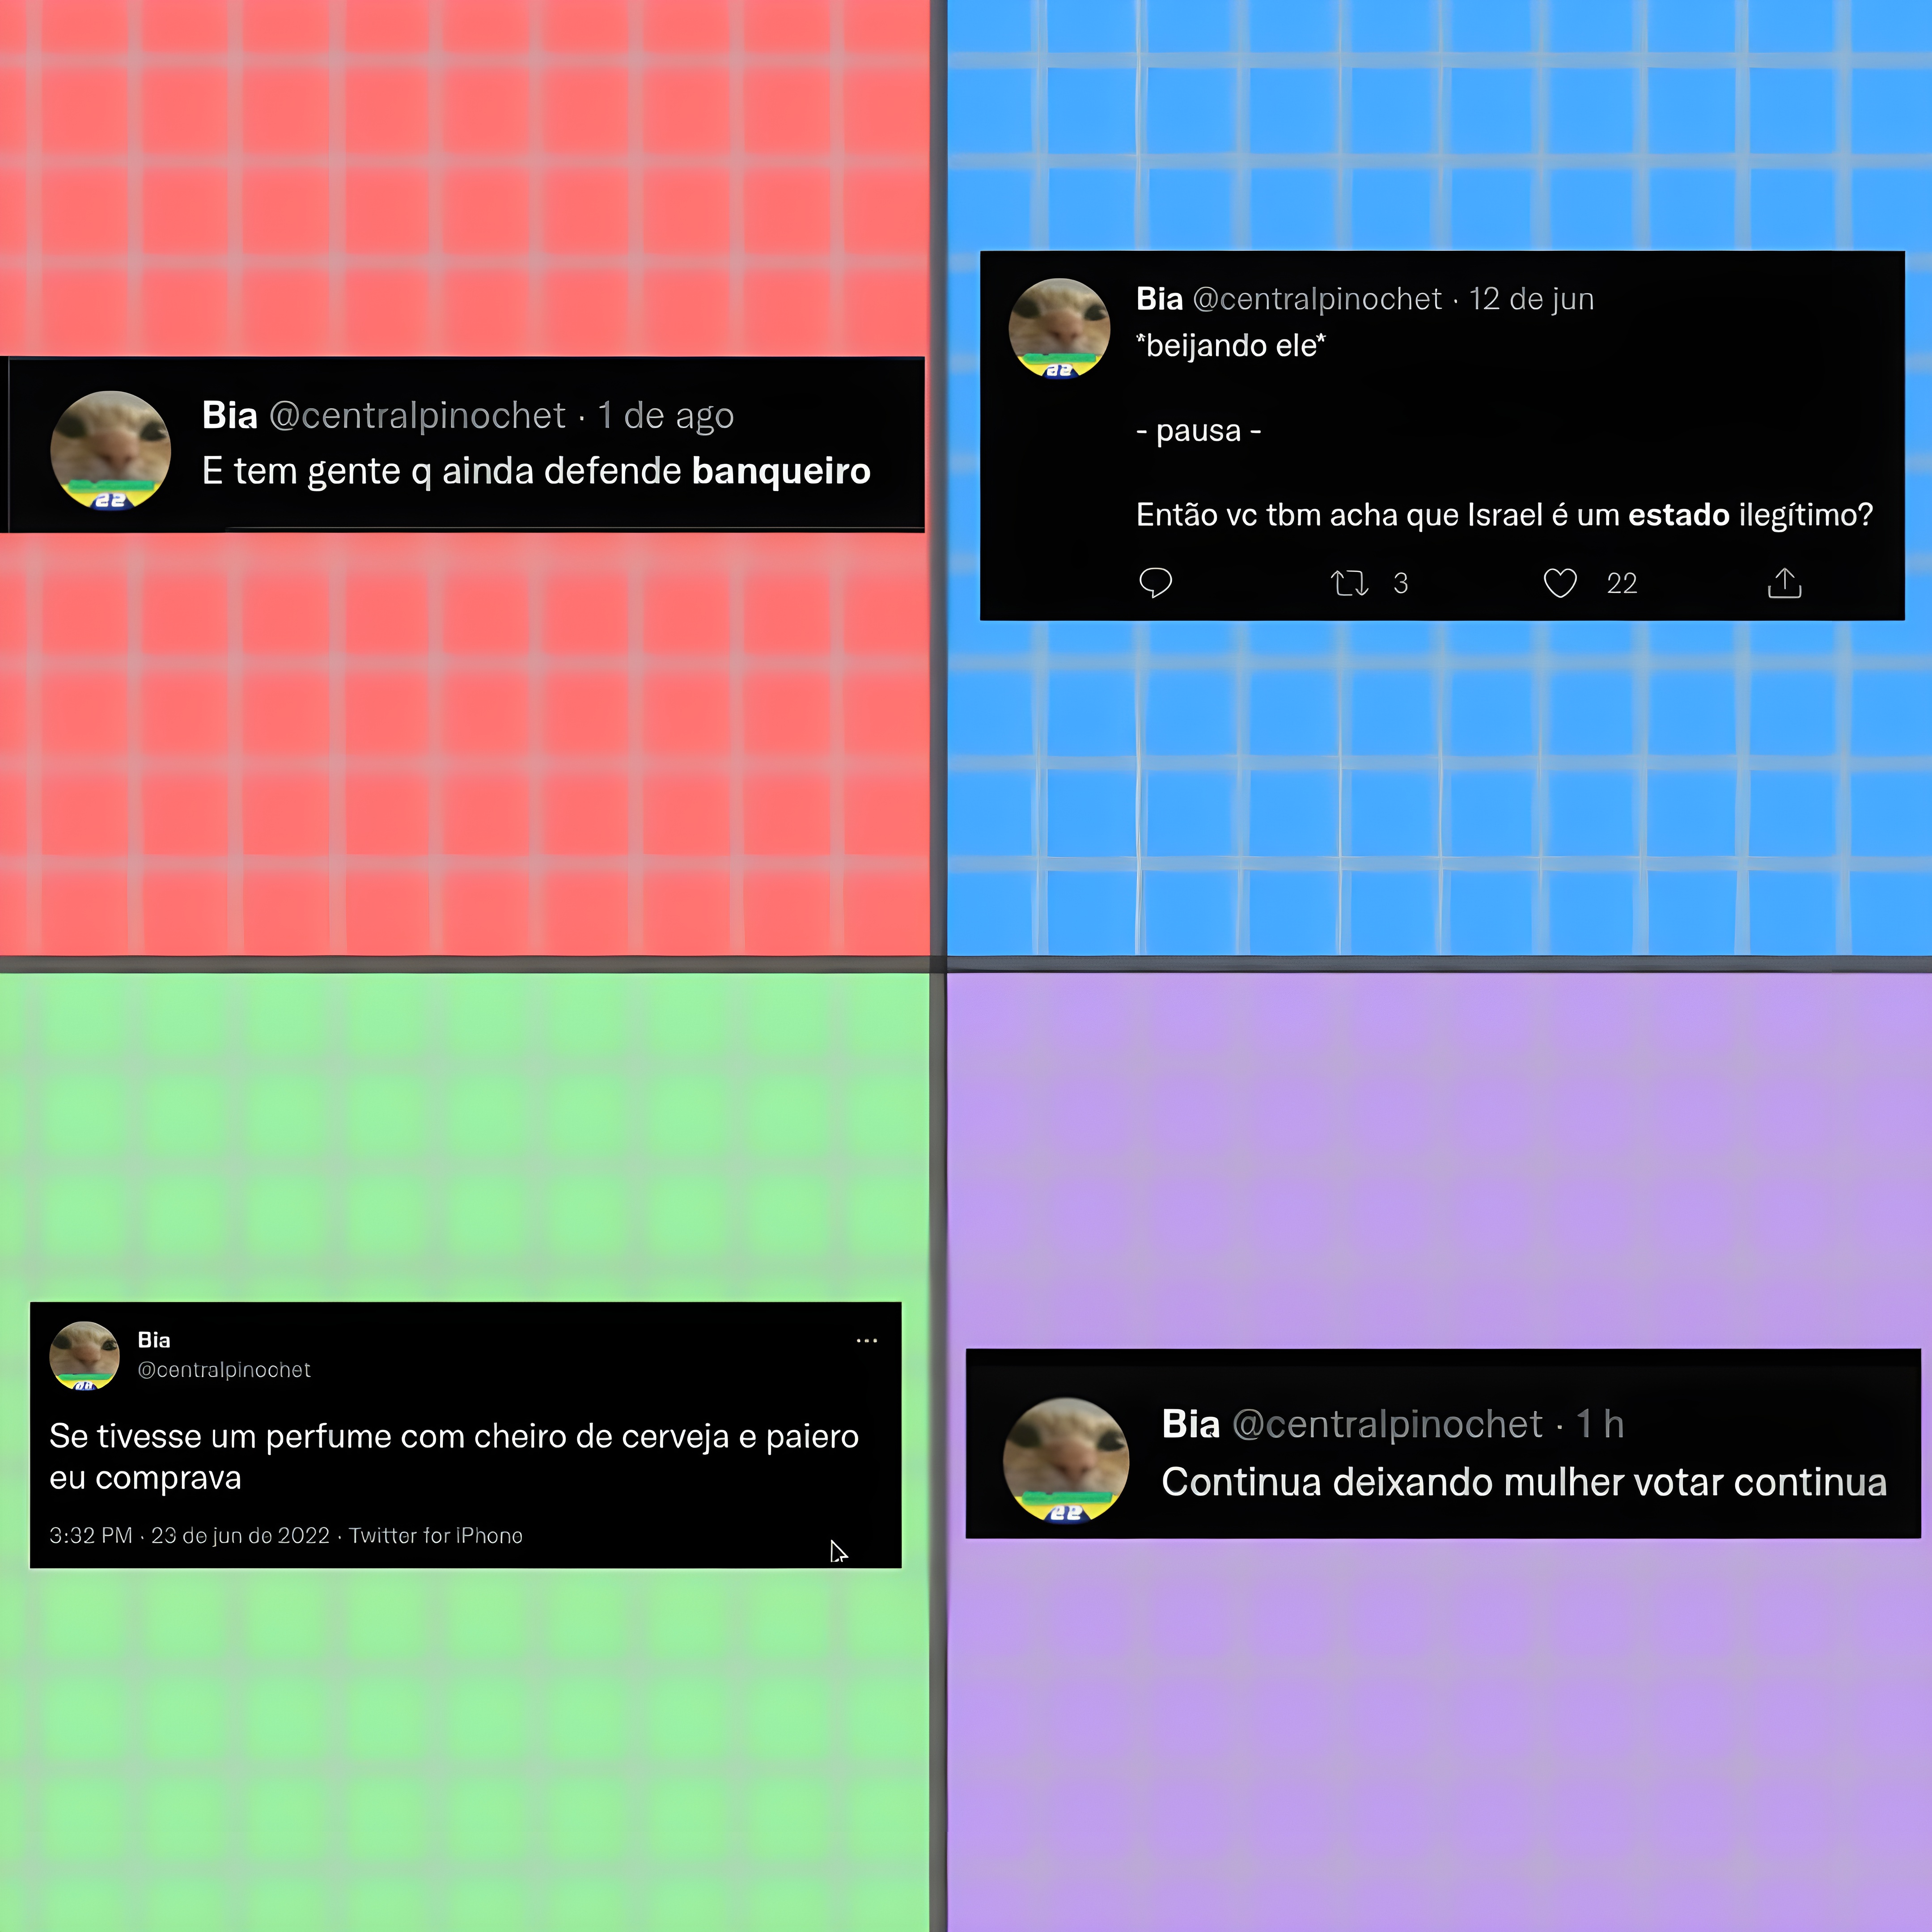 Bia @centralpinochet · 1 de ago
E tem gente q ainda defende banqueiro
22
Bia @centralpinochet · 12 de jun
*beijando ele*
- pausa -
Então vc tbm acha que Israel é um estado ilegítimo?
3 22
22
Bia
@centralpinochet
Se tivesse um perfume com cheiro de cerveja e paiero
eu comprava
3:32 PM · 23 de jun de 2022 · Twitter for iPhone
Bia @centralpinochet · 1 h
Continua deixando mulher votar continua
22